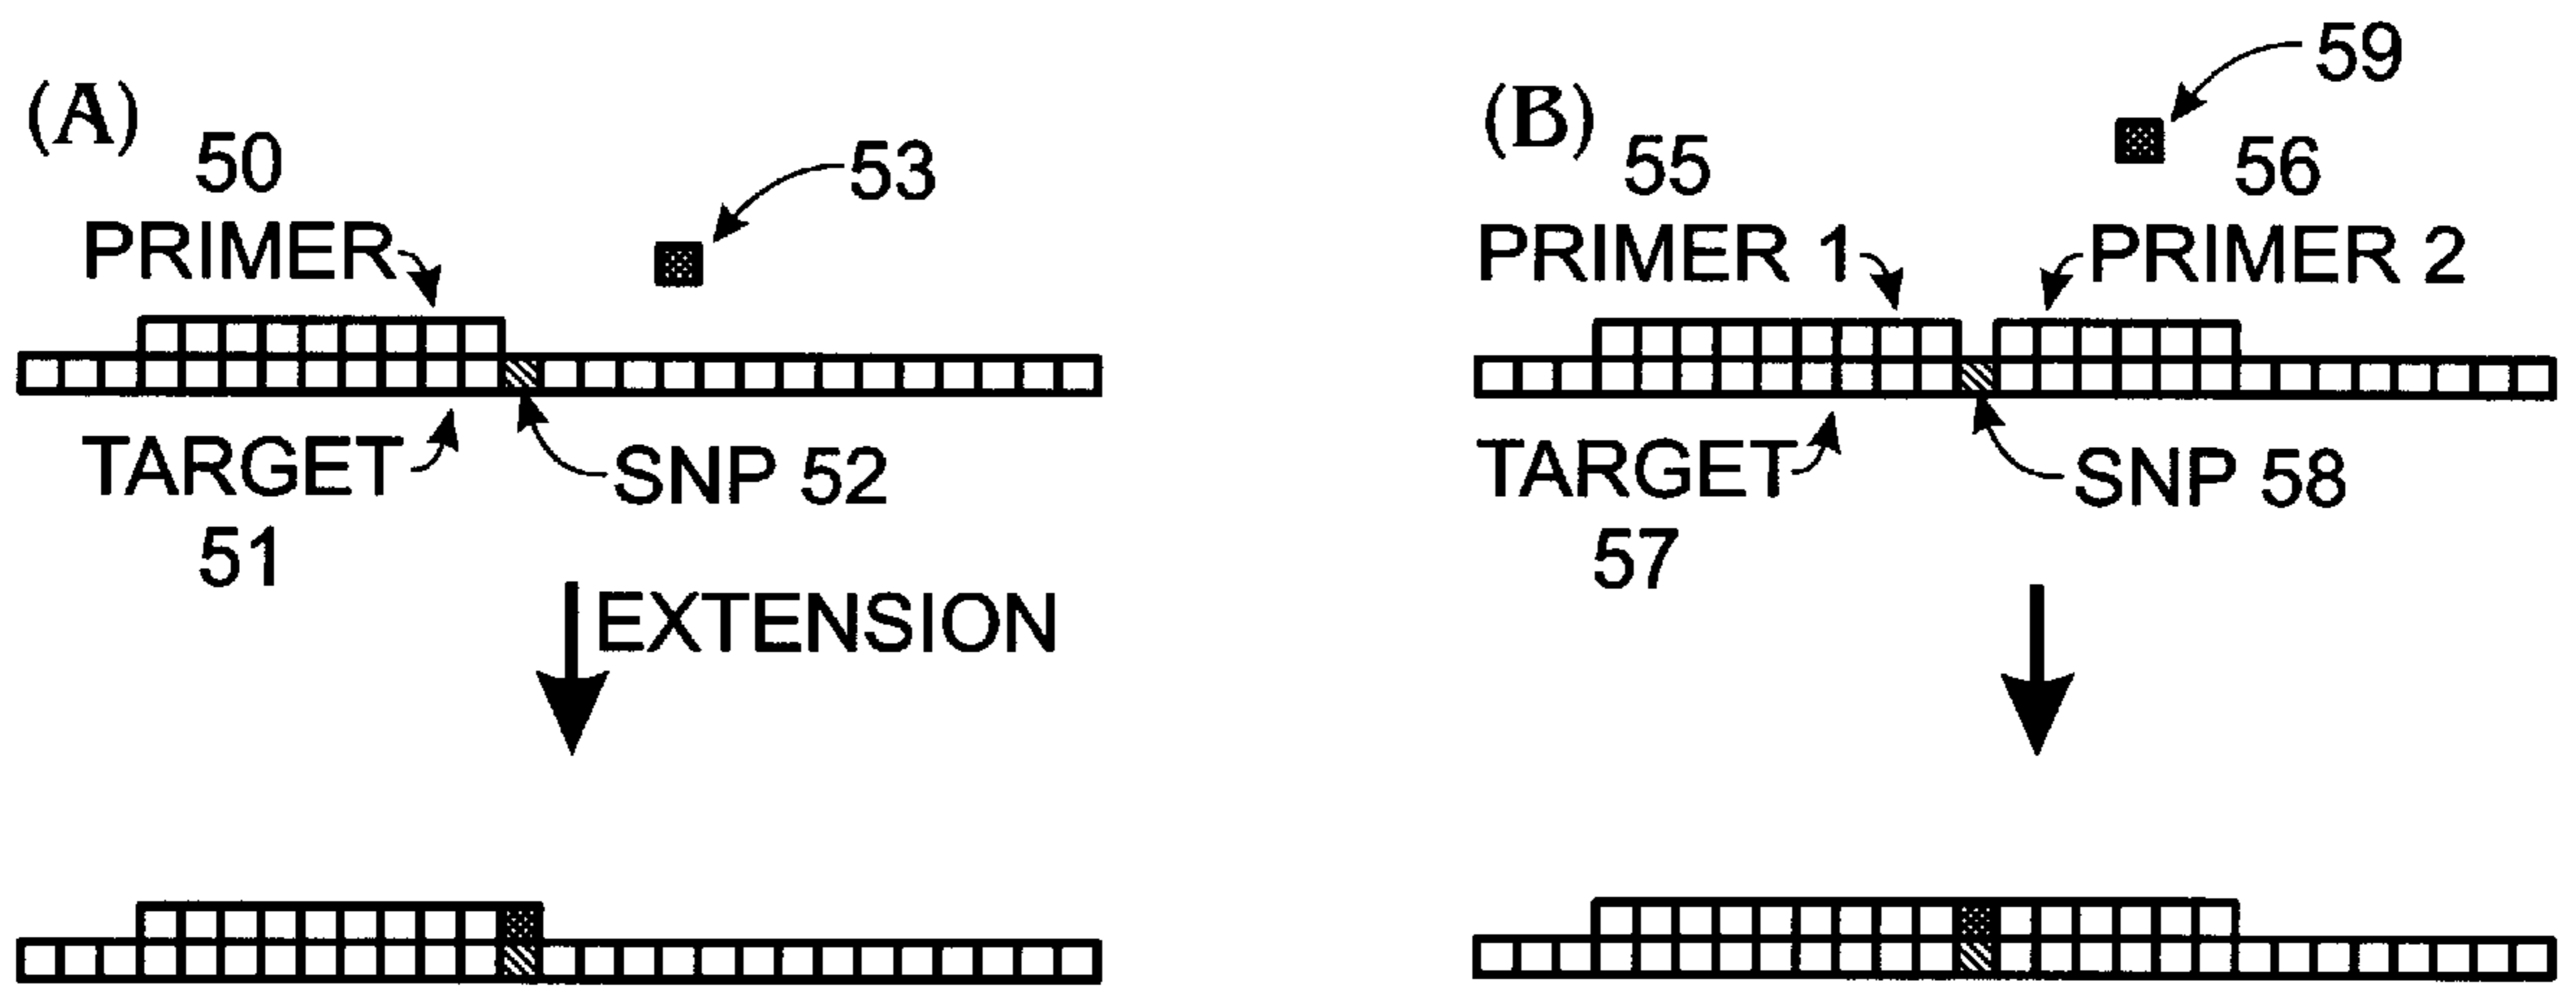 (A)
50
PRIMER
53
TARGET
51
SNP 52
EXTENSION
(B)
55
PRIMER 1
59
56
PRIMER 2
TARGET
57
SNP 58